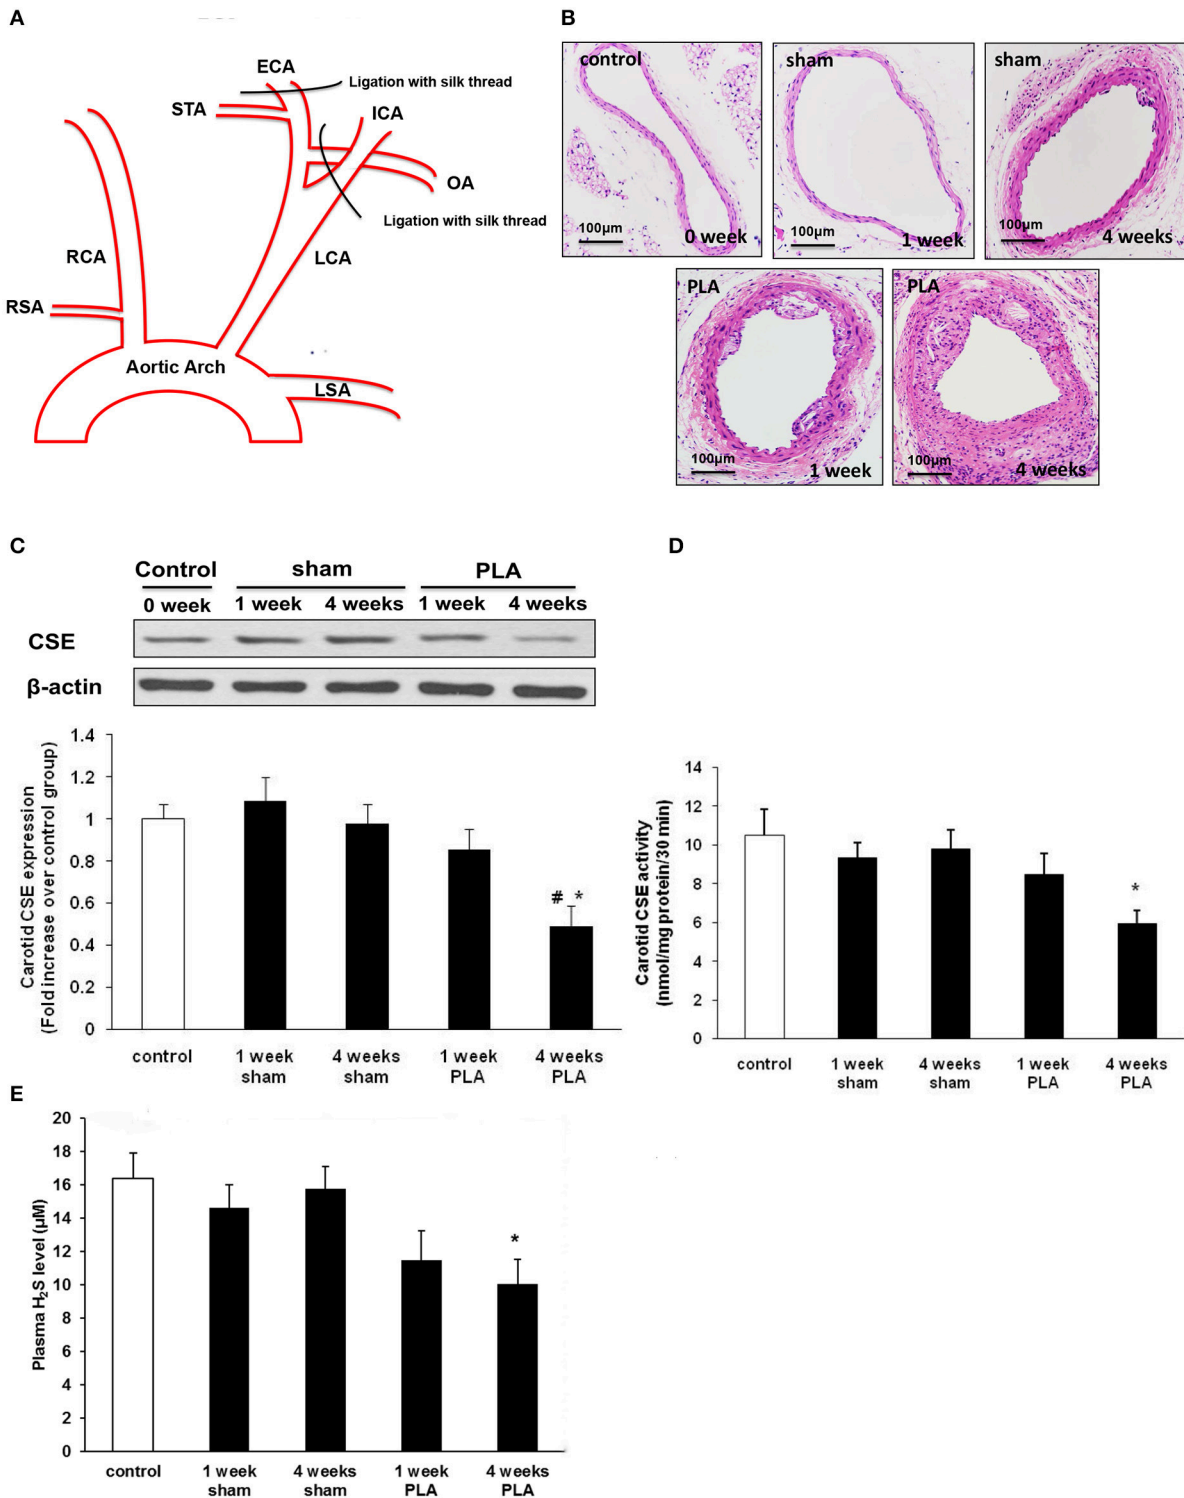 A
ECA
Ligation with silk thread
STA
ICA
OA
Ligation with silk thread
RCA
LCA
RSA
Aortic Arch
LSA
B
control
100µm
0 week
sham
100µm
1 week
sham
100µm
4 weeks
PLA
100µm
1 week
PLA
100µm
4 weeks
C
Control sham PLA
0 week 1 week 4 weeks 1 week 4 weeks
CSE
β-actin
Carotid CSE expression
(Fold increase over control group)
1.4
1.2
1
0.8
0.6
0.4
0.2
0
# *
control 1 week 4 weeks 1 week 4 weeks
sham sham PLA PLA
D
Carotid CSE activity
(nmol/mg protein/30 min)
14
12
10
8
6
4
2
0
*
control 1 week 4 weeks 1 week 4 weeks
sham sham PLA PLA
E
Plasma H₂S level (µM)
20
18
16
14
12
10
8
6
4
2
0
*
control 1 week 4 weeks 1 week 4 weeks
sham sham PLA PLA